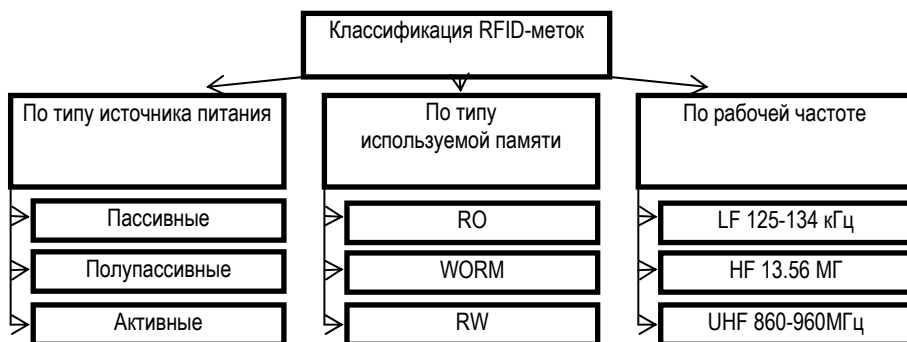 Классификация RFID-меток
По типу источника питания
Пассивные
Полупассивные
Активные
По типу
используемой памяти
RO
WORM
RW
По рабочей частоте
LF 125-134 кГц
HF 13.56 МГ
UHF 860-960МГц